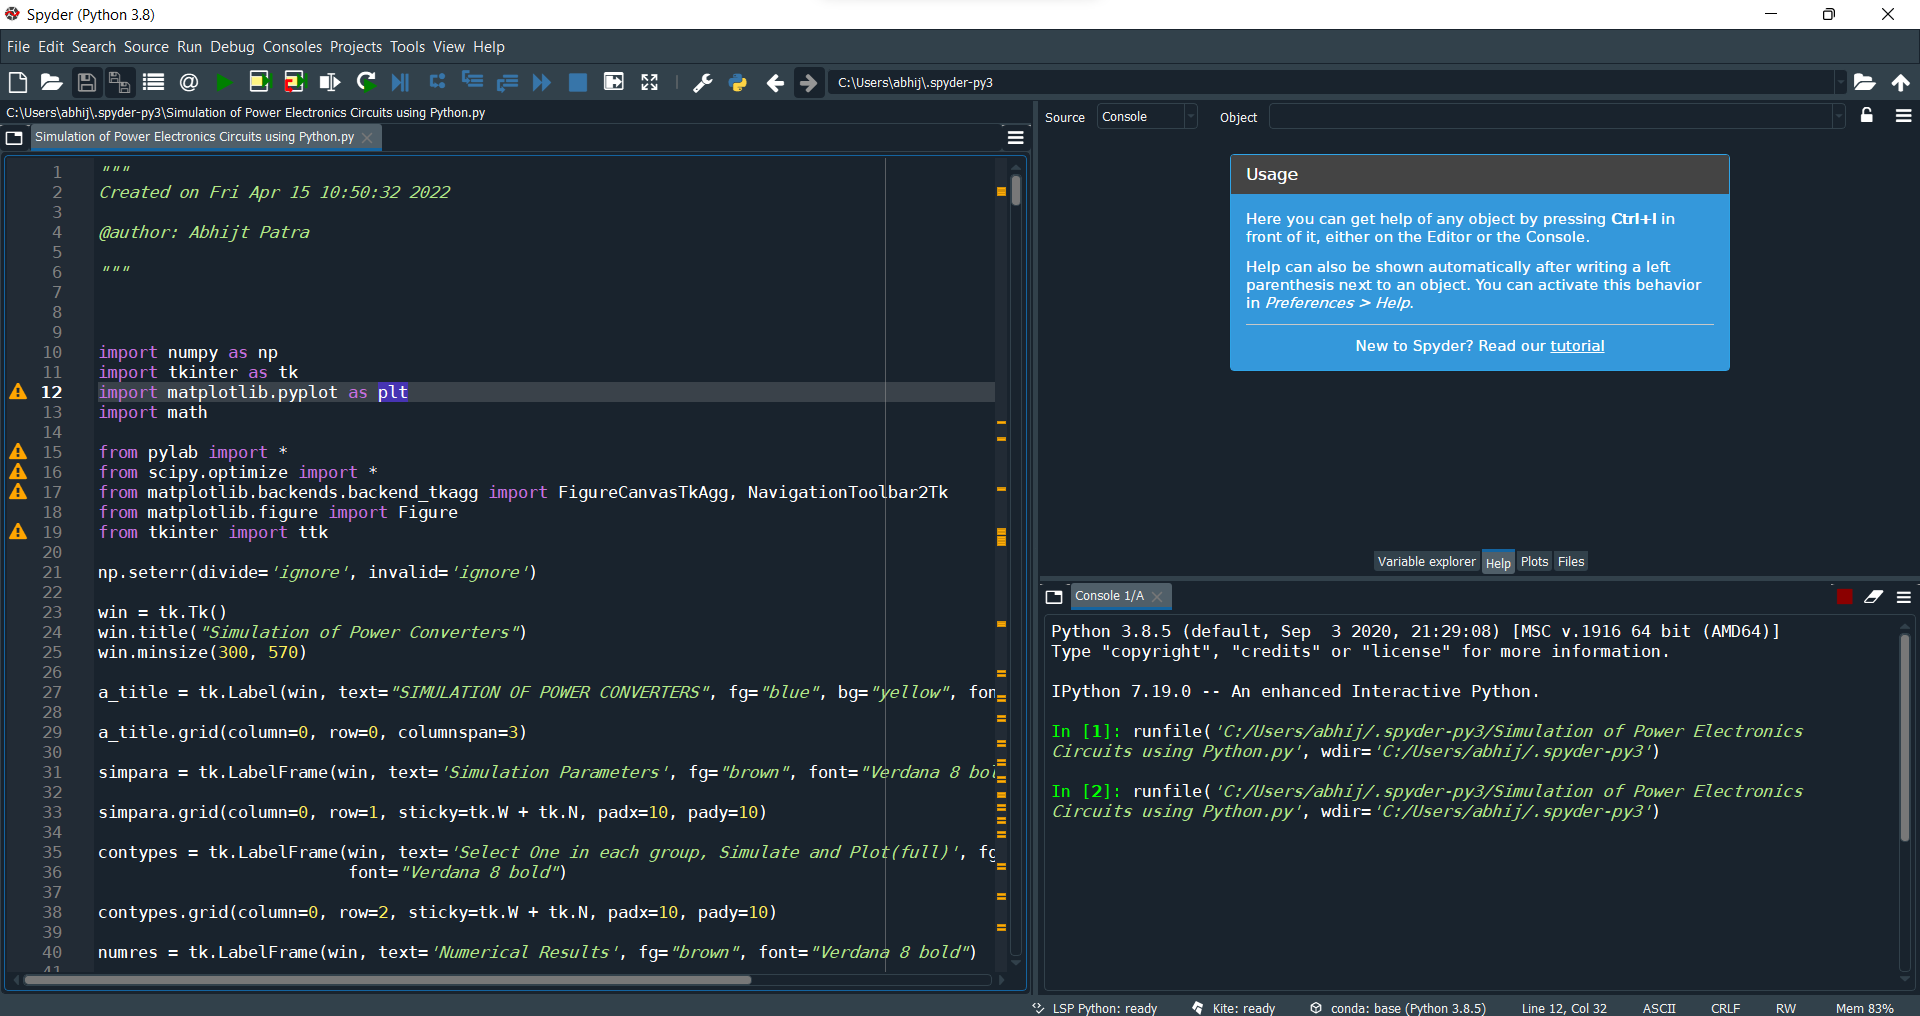 Spyder (Python 3.8)
File Edit Search Source Run Debug Consoles Projects Tools View Help
C:\Users\abhij\.spyder-py3
C:\Users\abhij\.spyder-py3\Simulation of Power Electronics Circuits using Python.py
Simulation of Power Electronics Circuits using Python.py
1 """
2 Created on Fri Apr 15 10:50:32 2022
3
4 @author: Abhijt Patra
5
6 """
7
8
9
10 import numpy as np
11 import tkinter as tk
12 import matplotlib.pyplot as plt
13 import math
14
15 from pylab import *
16 from scipy.optimize import *
17 from matplotlib.backends.backend_tkagg import FigureCanvasTkAgg, NavigationToolbar2Tk
18 from matplotlib.figure import Figure
19 from tkinter import ttk
20
21 np.seterr(divide='ignore', invalid='ignore')
22
23 win = tk.Tk()
24 win.title("Simulation of Power Converters")
25 win.minsize(300, 570)
26
27 a_title = tk.Label(win, text="SIMULATION OF POWER CONVERTERS", fg="blue", bg="yellow", fon
28
29 a_title.grid(column=0, row=0, columnspan=3)
30
31 simpara = tk.LabelFrame(win, text='Simulation Parameters', fg="brown", font="Verdana 8 bol
32
33 simpara.grid(column=0, row=1, sticky=tk.W + tk.N, padx=10, pady=10)
34
35 contypes = tk.LabelFrame(win, text='Select One in each group, Simulate and Plot(full)', fg
36 font="Verdana 8 bold")
37
38 contypes.grid(column=0, row=2, sticky=tk.W + tk.N, padx=10, pady=10)
39
40 numres = tk.LabelFrame(win, text='Numerical Results', fg="brown", font="Verdana 8 bold")
41
Source Console Object
Usage
Here you can get help of any object by pressing Ctrl+I in
front of it, either on the Editor or the Console.
Help can also be shown automatically after writing a left
parenthesis next to an object. You can activate this behavior
in Preferences > Help.
New to Spyder? Read our tutorial
Variable explorer Help Plots Files
Console 1/A
Python 3.8.5 (default, Sep  3 2020, 21:29:08) [MSC v.1916 64 bit (AMD64)]
Type "copyright", "credits" or "license" for more information.
IPython 7.19.0 -- An enhanced Interactive Python.
In [1]: runfile('C:/Users/abhij/.spyder-py3/Simulation of Power Electronics
Circuits using Python.py', wdir='C:/Users/abhij/.spyder-py3')
In [2]: runfile('C:/Users/abhij/.spyder-py3/Simulation of Power Electronics
Circuits using Python.py', wdir='C:/Users/abhij/.spyder-py3')
LSP Python: ready Kite: ready conda: base (Python 3.8.5) Line 12, Col 32 ASCII CRLF RW Mem 83%